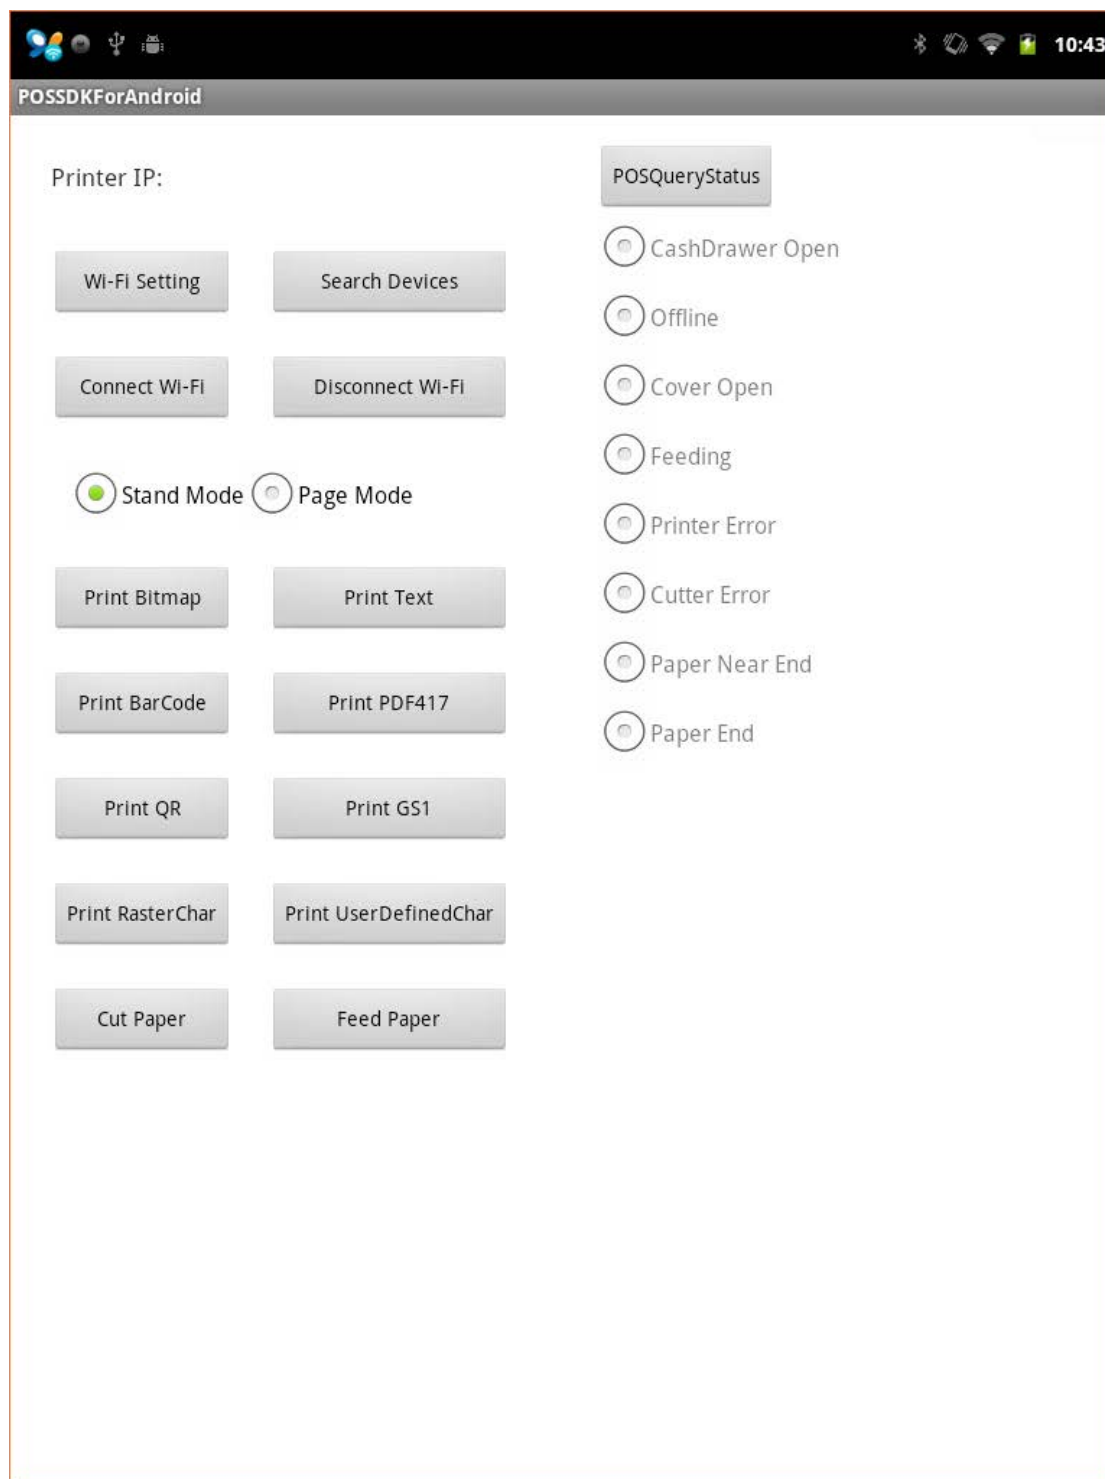 10:43
POSSDKForAndroid
Printer IP:
Wi-Fi Setting
Search Devices
Connect Wi-Fi
Disconnect Wi-Fi
Stand Mode
Page Mode
Print Bitmap
Print Text
Print BarCode
Print PDF417
Print QR
Print GS1
Print RasterChar
Print UserDefinedChar
Cut Paper
Feed Paper
POSQueryStatus
CashDrawer Open
Offline
Cover Open
Feeding
Printer Error
Cutter Error
Paper Near End
Paper End